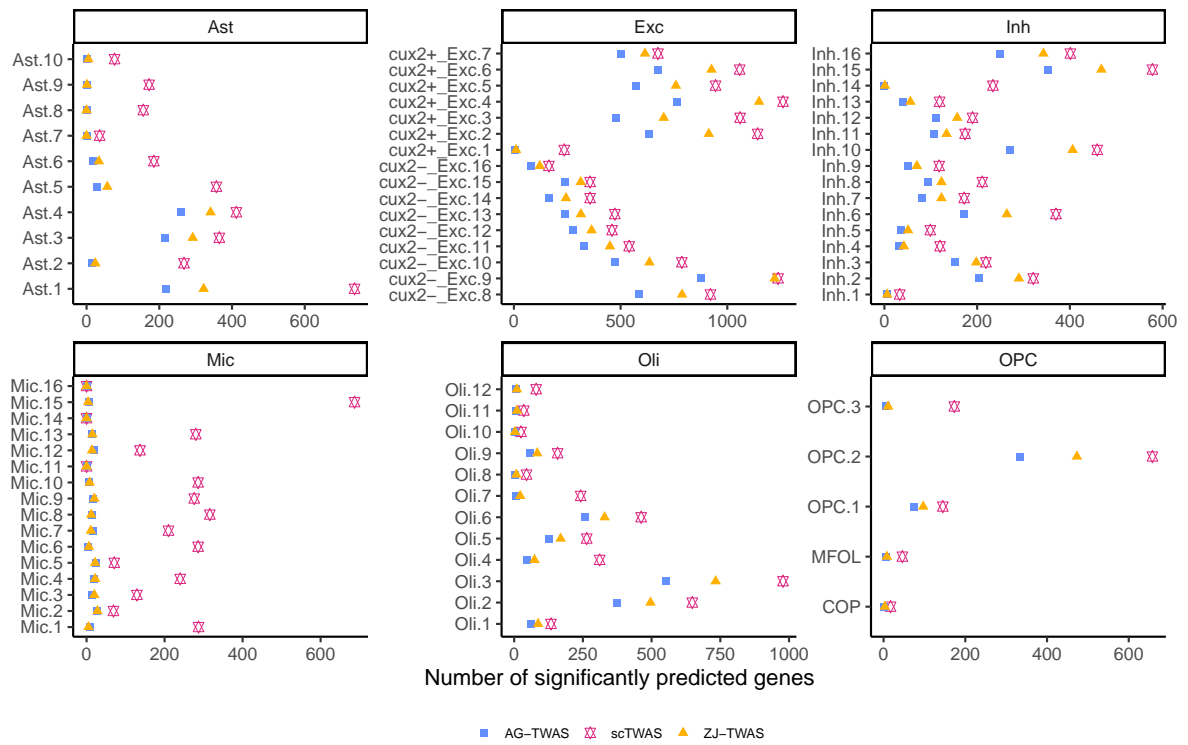 Ast
Ast.10
Ast.9
Ast.8
Ast.7
Ast.6
Ast.5
Ast.4
Ast.3
Ast.2
Ast.1
0 200 400 600
Exc
cux2+_Exc.7
cux2+_Exc.6
cux2+_Exc.5
cux2+_Exc.4
cux2+_Exc.3
cux2+_Exc.2
cux2+_Exc.1
cux2−_Exc.16
cux2−_Exc.15
cux2−_Exc.14
cux2−_Exc.13
cux2−_Exc.12
cux2−_Exc.11
cux2−_Exc.10
cux2−_Exc.9
cux2−_Exc.8
0 500 1000
Inh
Inh.16
Inh.15
Inh.14
Inh.13
Inh.12
Inh.11
Inh.10
Inh.9
Inh.8
Inh.7
Inh.6
Inh.5
Inh.4
Inh.3
Inh.2
Inh.1
0 200 400 600
Mic
Mic.16
Mic.15
Mic.14
Mic.13
Mic.12
Mic.11
Mic.10
Mic.9
Mic.8
Mic.7
Mic.6
Mic.5
Mic.4
Mic.3
Mic.2
Mic.1
0 200 400 600
Oli
Oli.12
Oli.11
Oli.10
Oli.9
Oli.8
Oli.7
Oli.6
Oli.5
Oli.4
Oli.3
Oli.2
Oli.1
0 250 500 750 1000
OPC
OPC.3
OPC.2
OPC.1
MFOL
COP
0 200 400 600
Number of significantly predicted genes
AG−TWAS scTWAS ZJ−TWAS